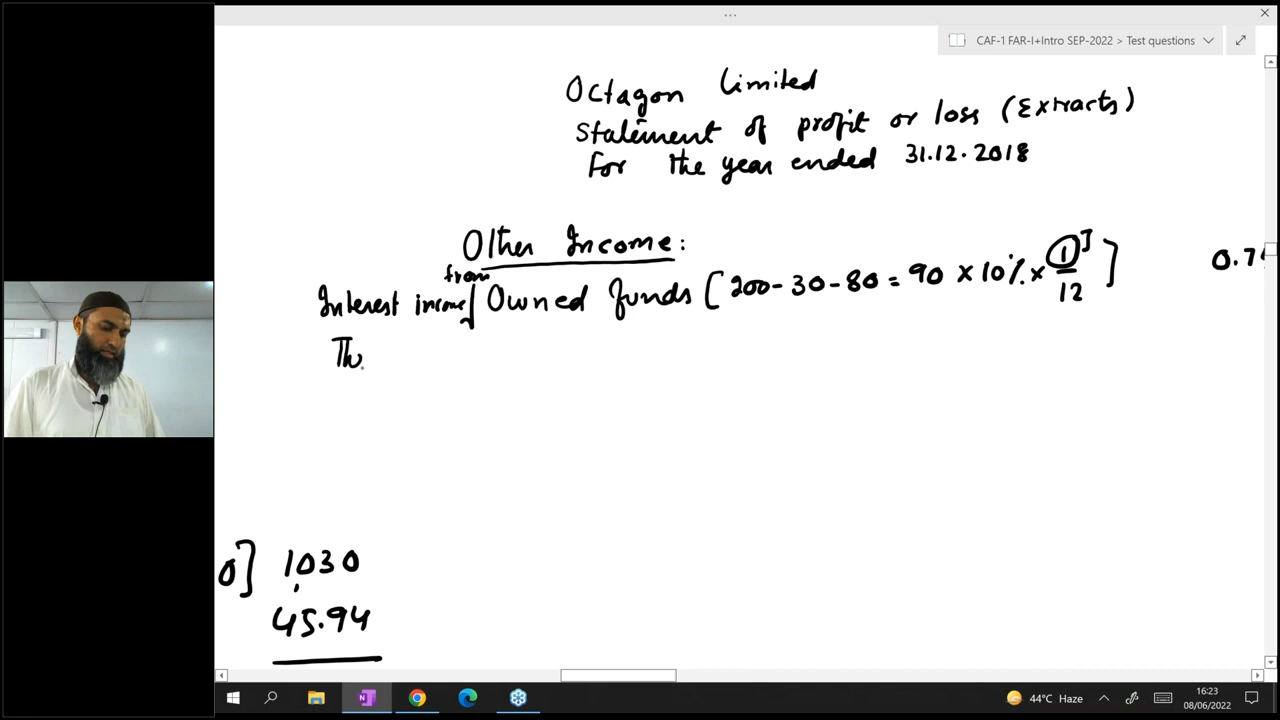 CAF-1 FAR-I+Intro SEP-2022 > Test questions
Octagon Limited
Statement of profit or loss (Extracts)
For the year ended 31.12.2018
Other Income:
from
Interest income Owned funds [200-30-80=90 × 10% × 1/12]
0.7
Th
0] 1030
45.94
44°C Haze
16:23
08/06/2022